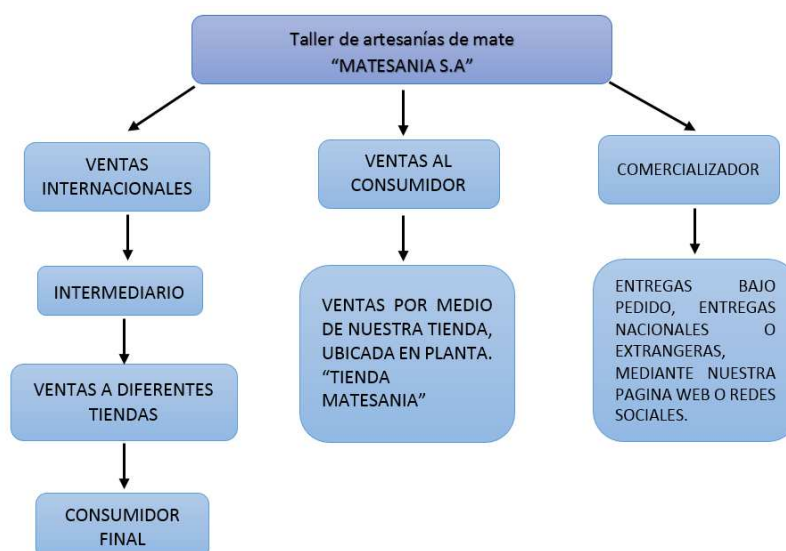 Taller de artesanías de mate
“MATESANIA S.A”
VENTAS
INTERNACIONALES
VENTAS AL
CONSUMIDOR
COMERCIALIZADOR
INTERMEDIARIO
VENTAS POR MEDIO
DE NUESTRA TIENDA,
UBICADA EN PLANTA.
“TIENDA
MATESANIA”
ENTREGAS BAJO
PEDIDO, ENTREGAS
NACIONALES O
EXTRANGERAS,
MEDIANTE NUESTRA
PAGINA WEB O REDES
SOCIALES.
VENTAS A DIFERENTES
TIENDAS
CONSUMIDOR
FINAL